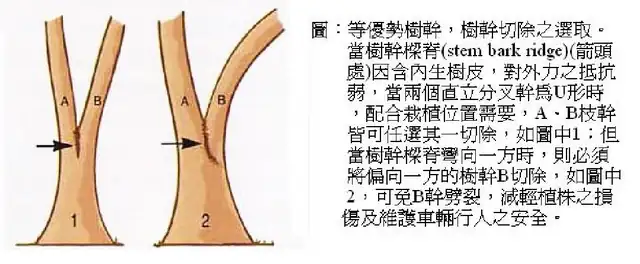 A B
1
A B
2
圖：等優勢樹幹，樹幹切除之選取。
當樹幹樑脊(stem bark ridge)(箭頭
處)因含內生樹皮，對外力之抵抗
弱，當兩個直立分叉幹為U形時
，配合栽植位置需要，A、B枝幹
皆可任選其一切除，如圖中1；但
當樹幹樑脊彎向一方時，則必須
將偏向一方的樹幹B切除，如圖中
2，可免B幹劈裂，減輕植株之損
傷及維護車輛行人之安全。